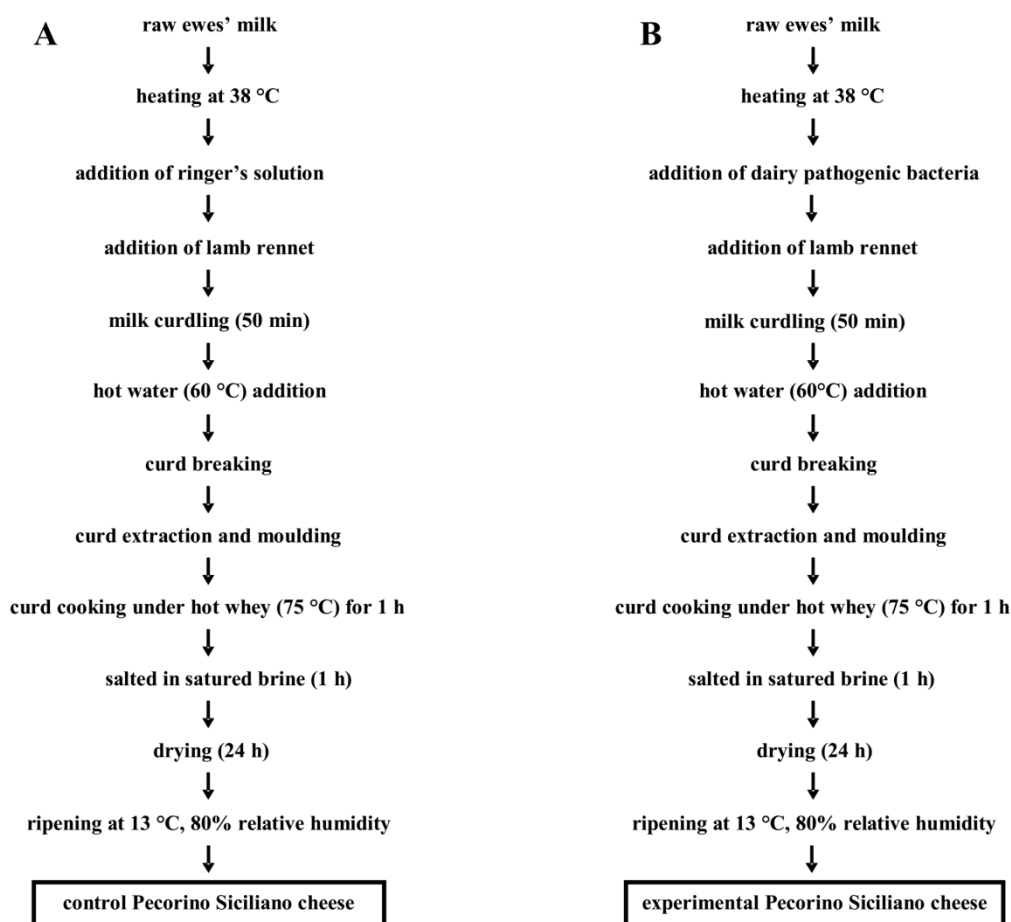 A
raw ewes’ milk
heating at 38 °C
addition of ringer’s solution
addition of lamb rennet
milk curdling (50 min)
hot water (60 °C) addition
curd breaking
curd extraction and moulding
curd cooking under hot whey (75 °C) for 1 h
salted in satured brine (1 h)
drying (24 h)
ripening at 13 °C, 80% relative humidity
control Pecorino Siciliano cheese
B
raw ewes’ milk
heating at 38 °C
addition of dairy pathogenic bacteria
addition of lamb rennet
milk curdling (50 min)
hot water (60°C) addition
curd breaking
curd extraction and moulding
curd cooking under hot whey (75 °C) for 1 h
salted in satured brine (1 h)
drying (24 h)
ripening at 13 °C, 80% relative humidity
experimental Pecorino Siciliano cheese